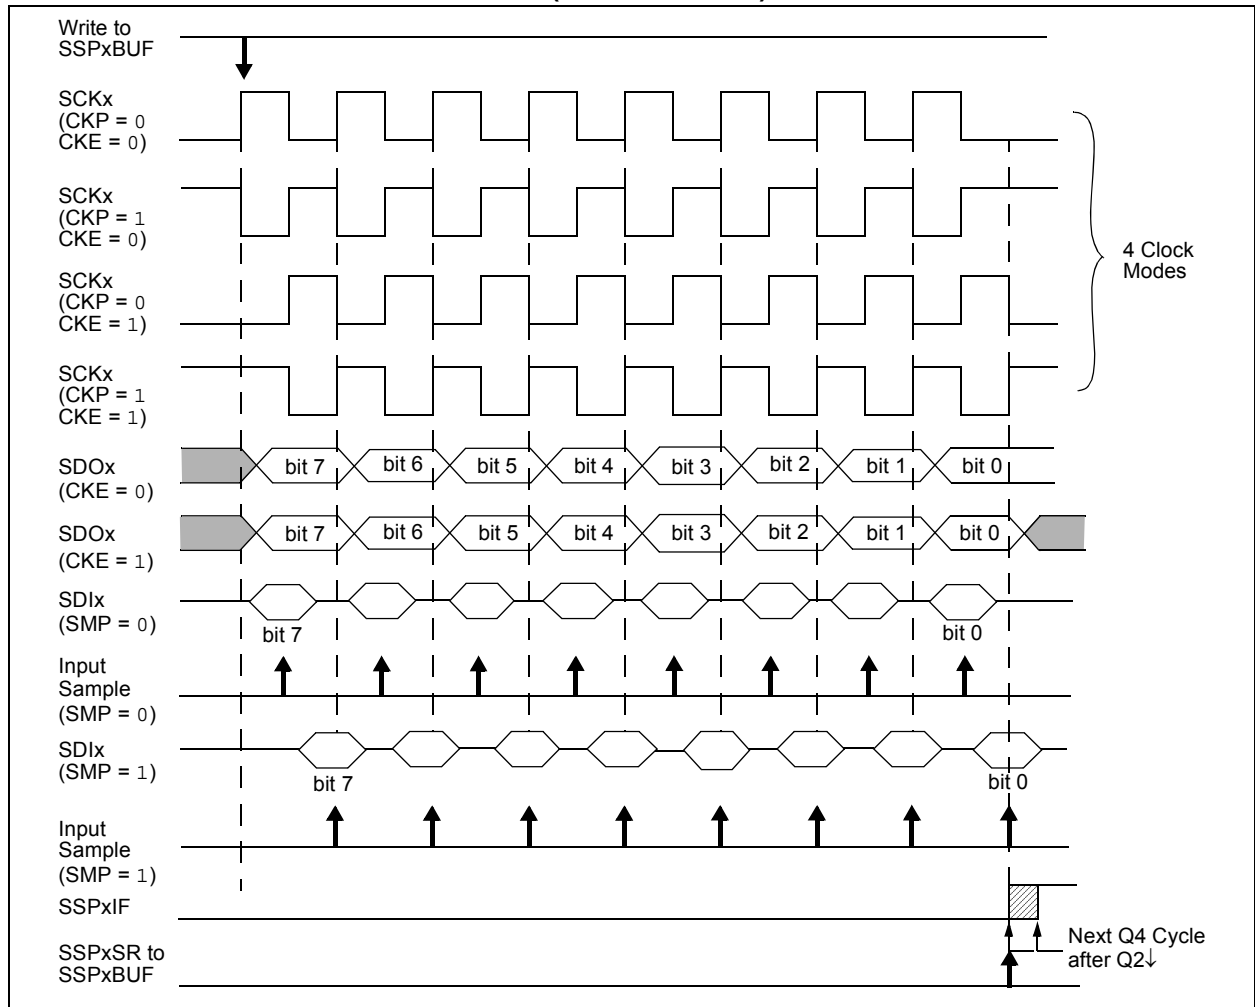 Write to
SSPxBUF
SCKx
(CKP = 0
CKE = 0)
SCKx
(CKP = 1
CKE = 0)
SCKx
(CKP = 0
CKE = 1)
SCKx
(CKP = 1
CKE = 1)
4 Clock
Modes
SDOx
(CKE = 0)
bit 7 bit 6 bit 5 bit 4 bit 3 bit 2 bit 1 bit 0
SDOx
(CKE = 1)
bit 7 bit 6 bit 5 bit 4 bit 3 bit 2 bit 1 bit 0
SDIx
(SMP = 0)
bit 7 bit 0
Input
Sample
(SMP = 0)
SDIx
(SMP = 1)
bit 7 bit 0
Input
Sample
(SMP = 1)
SSPxIF
SSPxSR to
SSPxBUF
Next Q4 Cycle
after Q2↓